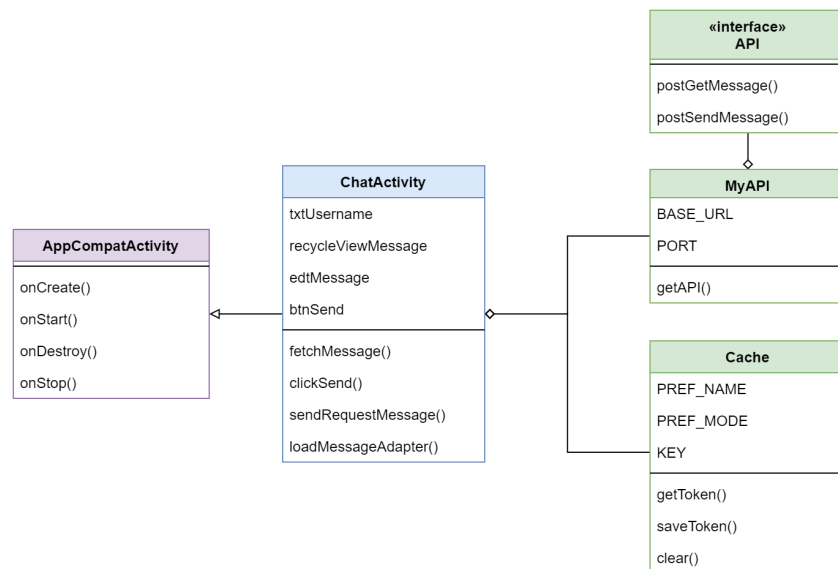 «interface»
API
postGetMessage()
postSendMessage()
ChatActivity
txtUsername
recycleViewMessage
edtMessage
btnSend
fetchMessage()
clickSend()
sendRequestMessage()
loadMessageAdapter()
MyAPI
BASE_URL
PORT
getAPI()
AppCompatActivity
onCreate()
onStart()
onDestroy()
onStop()
Cache
PREF_NAME
PREF_MODE
KEY
getToken()
saveToken()
clear()